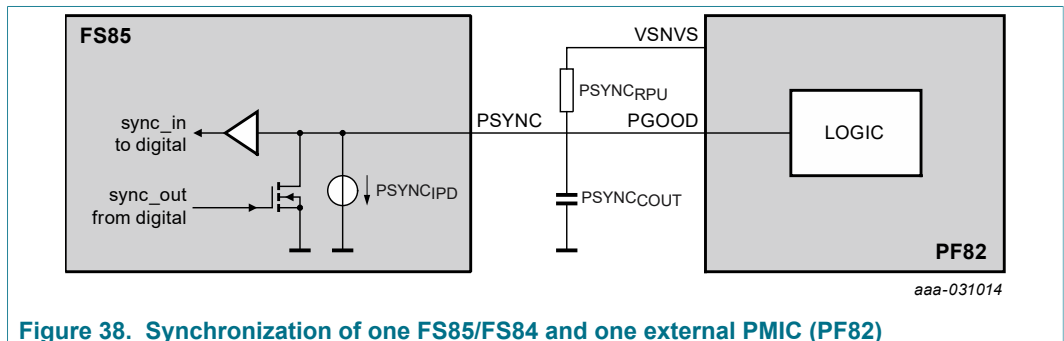 FS85
VSNVS
PSYNCRPU
sync_in
to digital
PSYNC
PGOOD
LOGIC
sync_out
from digital
PSYNCIPD
PSYNCCOUT
PF82
aaa-031014
Figure 38. Synchronization of one FS85/FS84 and one external PMIC (PF82)